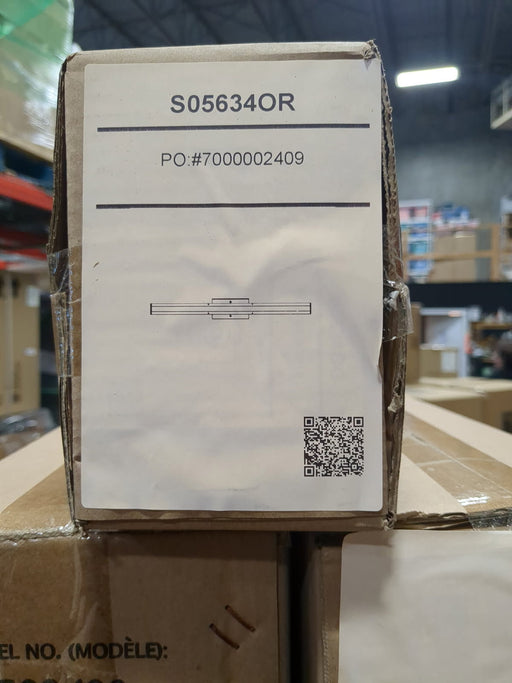 S05634OR
PO:#7000002409
EL NO. (MODÈLE):